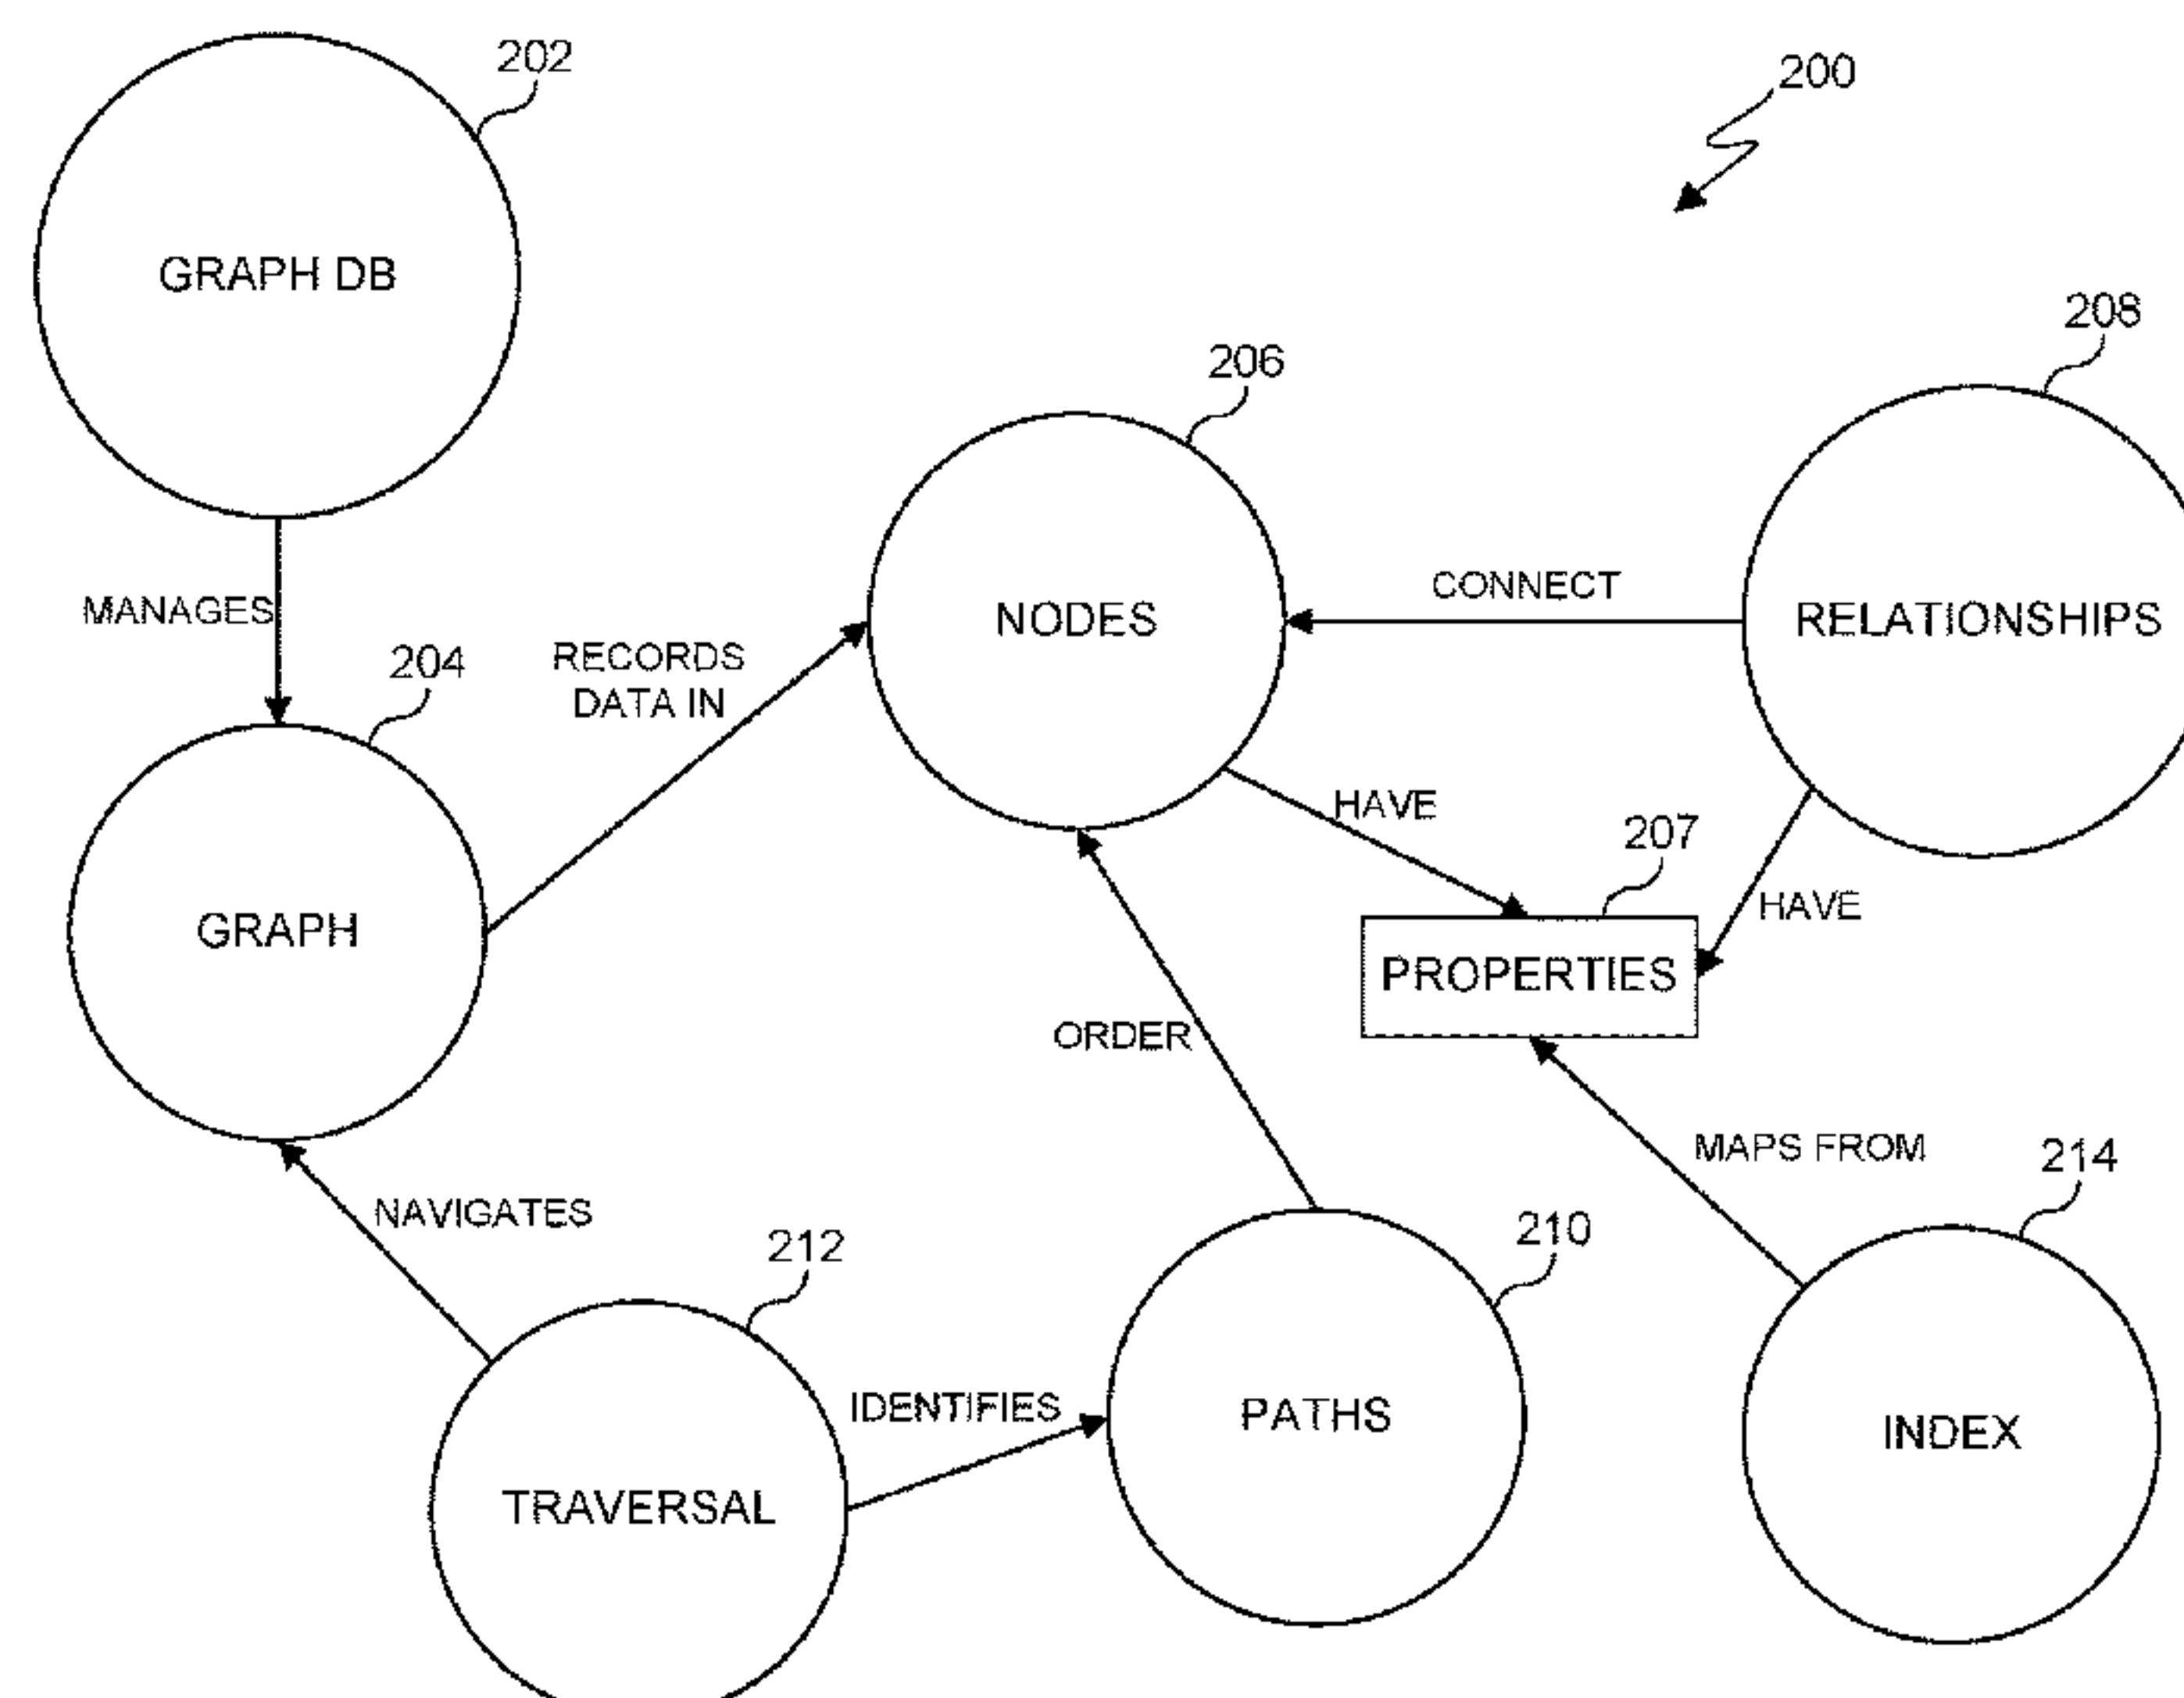 202
200
GRAPH DB
208
206
CONNECT
MANAGES
NODES
RELATIONSHIPS
204
RECORDS
DATA IN
HAVE
207
HAVE
GRAPH
PROPERTIES
ORDER
MAPS FROM
214
NAVIGATES
212
210
IDENTIFIES
PATHS
INDEX
TRAVERSAL